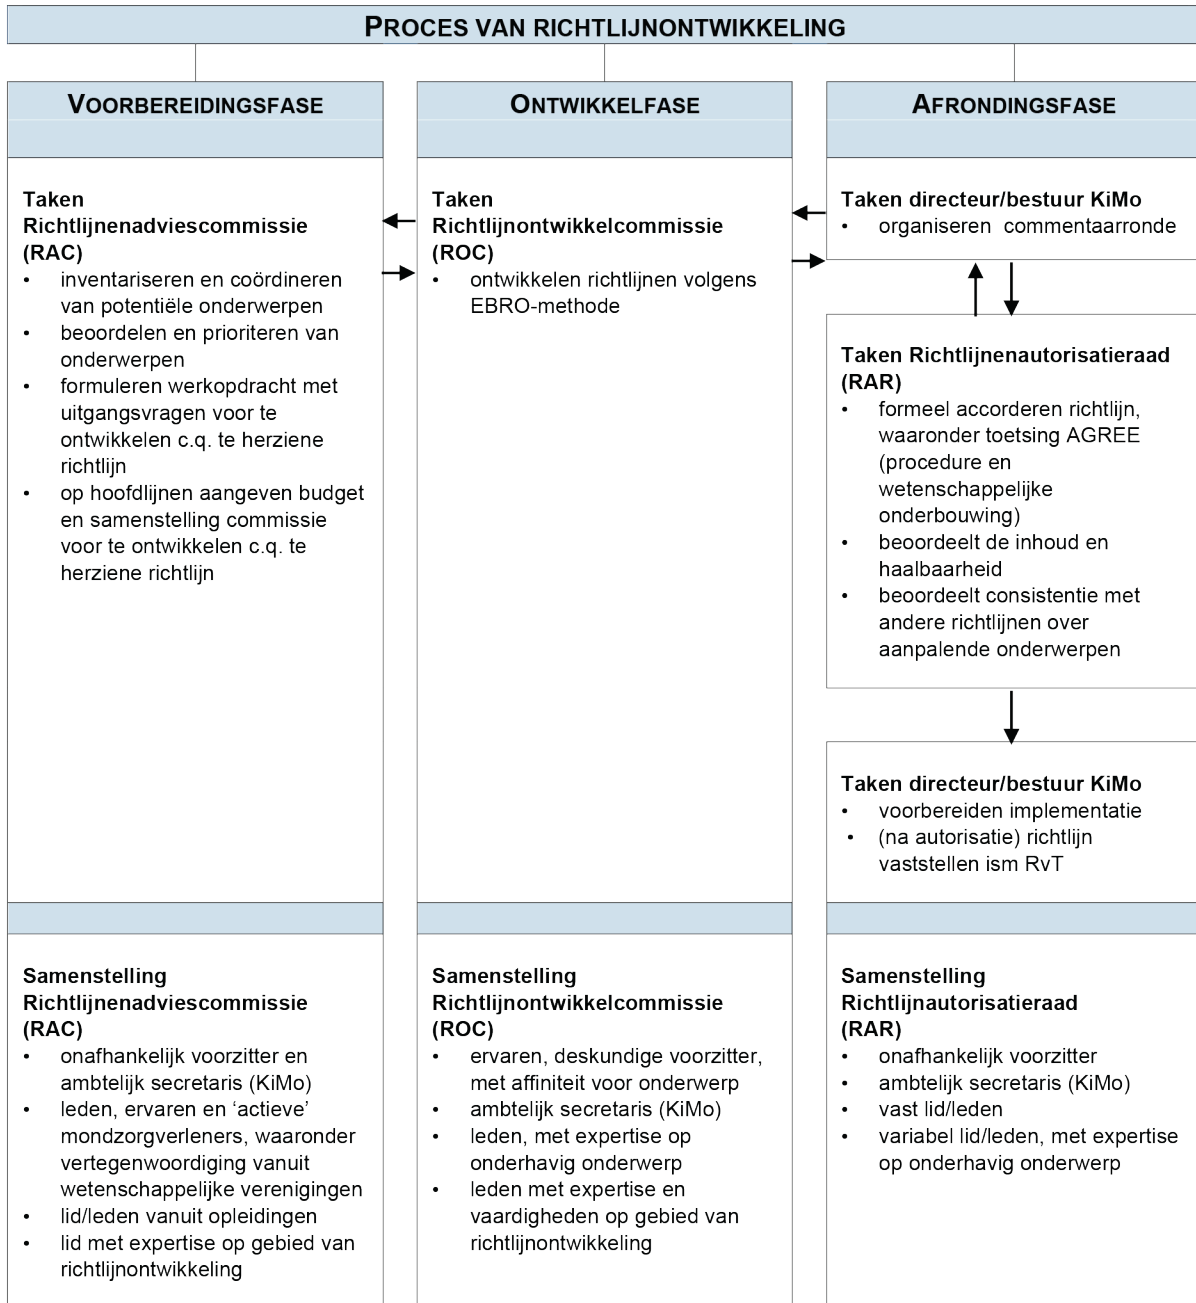 PROCES VAN RICHTLIJNONTWIKKELING
VOORBEREIDINGSFASE
Taken
Richtlijnenadviescommissie
(RAC)
• inventariseren en coördineren
van potentiële onderwerpen
• beoordelen en prioriteren van
onderwerpen
• formuleren werkopdracht met
uitgangsvragen voor te
ontwikkelen c.q. te herziene
richtlijn
• op hoofdlijnen aangeven budget
en samenstelling commissie
voor te ontwikkelen c.q. te
herziene richtlijn
Samenstelling
Richtlijnenadviescommissie
(RAC)
• onafhankelijk voorzitter en
ambtelijk secretaris (KiMo)
• leden, ervaren en ‘actieve’
mondzorgverleners, waaronder
vertegenwoordiging vanuit
wetenschappelijke verenigingen
• lid/leden vanuit opleidingen
• lid met expertise op gebied van
richtlijnontwikkeling
ONTWIKKELFASE
Taken
Richtlijnontwikkelcommissie
(ROC)
• ontwikkelen richtlijnen volgens
EBRO-methode
Samenstelling
Richtlijnontwikkelcommissie
(ROC)
• ervaren, deskundige voorzitter,
met affiniteit voor onderwerp
• ambtelijk secretaris (KiMo)
• leden, met expertise op
onderhavig onderwerp
• leden met expertise en
vaardigheden op gebied van
richtlijnontwikkeling
AFRONDINGSFASE
Taken directeur/bestuur KiMo
• organiseren commentaarronde
Taken Richtlijnenautorisatieraad
(RAR)
• formeel accorderen richtlijn,
waaronder toetsing AGREE
(procedure en
wetenschappelijke
onderbouwing)
• beoordeelt de inhoud en
haalbaarheid
• beoordeelt consistentie met
andere richtlijnen over
aanpalende onderwerpen
Taken directeur/bestuur KiMo
• voorbereiden implementatie
• (na autorisatie) richtlijn
vaststellen ism RvT
Samenstelling
Richtlijnautorisatieraad
(RAR)
• onafhankelijk voorzitter
• ambtelijk secretaris (KiMo)
• vast lid/leden
• variabel lid/leden, met expertise
op onderhavig onderwerp